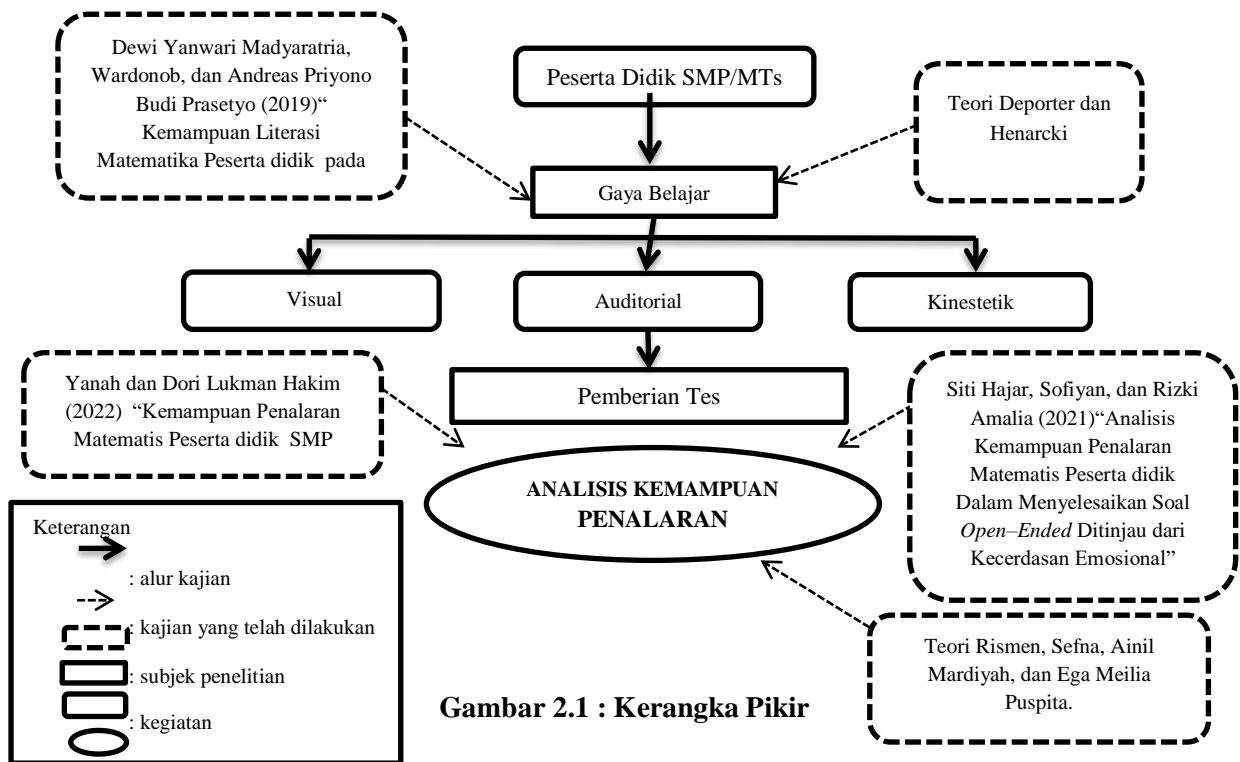 Dewi Yanwari Madyaratria,
Wardonob, dan Andreas Priyono
Budi Prasetyo (2019)“
Kemampuan Literasi
Matematika Peserta didik pada
Peserta Didik SMP/MTs
Teori Deporter dan
Henarcki
Gaya Belajar
Visual
Auditorial
Kinestetik
Yanah dan Dori Lukman Hakim
(2022) “Kemampuan Penalaran
Matematis Peserta didik SMP
Pemberian Tes
Siti Hajar, Sofiyan, dan Rizki
Amalia (2021)“Analisis
Kemampuan Penalaran
Matematis Peserta didik
Dalam Menyelesaikan Soal
Open–Ended Ditinjau dari
Kecerdasan Emosional”
ANALISIS KEMAMPUAN
PENALARAN
Keterangan
: alur kajian
: kajian yang telah dilakukan
: subjek penelitian
: kegiatan
Teori Rismen, Sefna, Ainil
Mardiyah, dan Ega Meilia
Puspita.
Gambar 2.1 : Kerangka Pikir